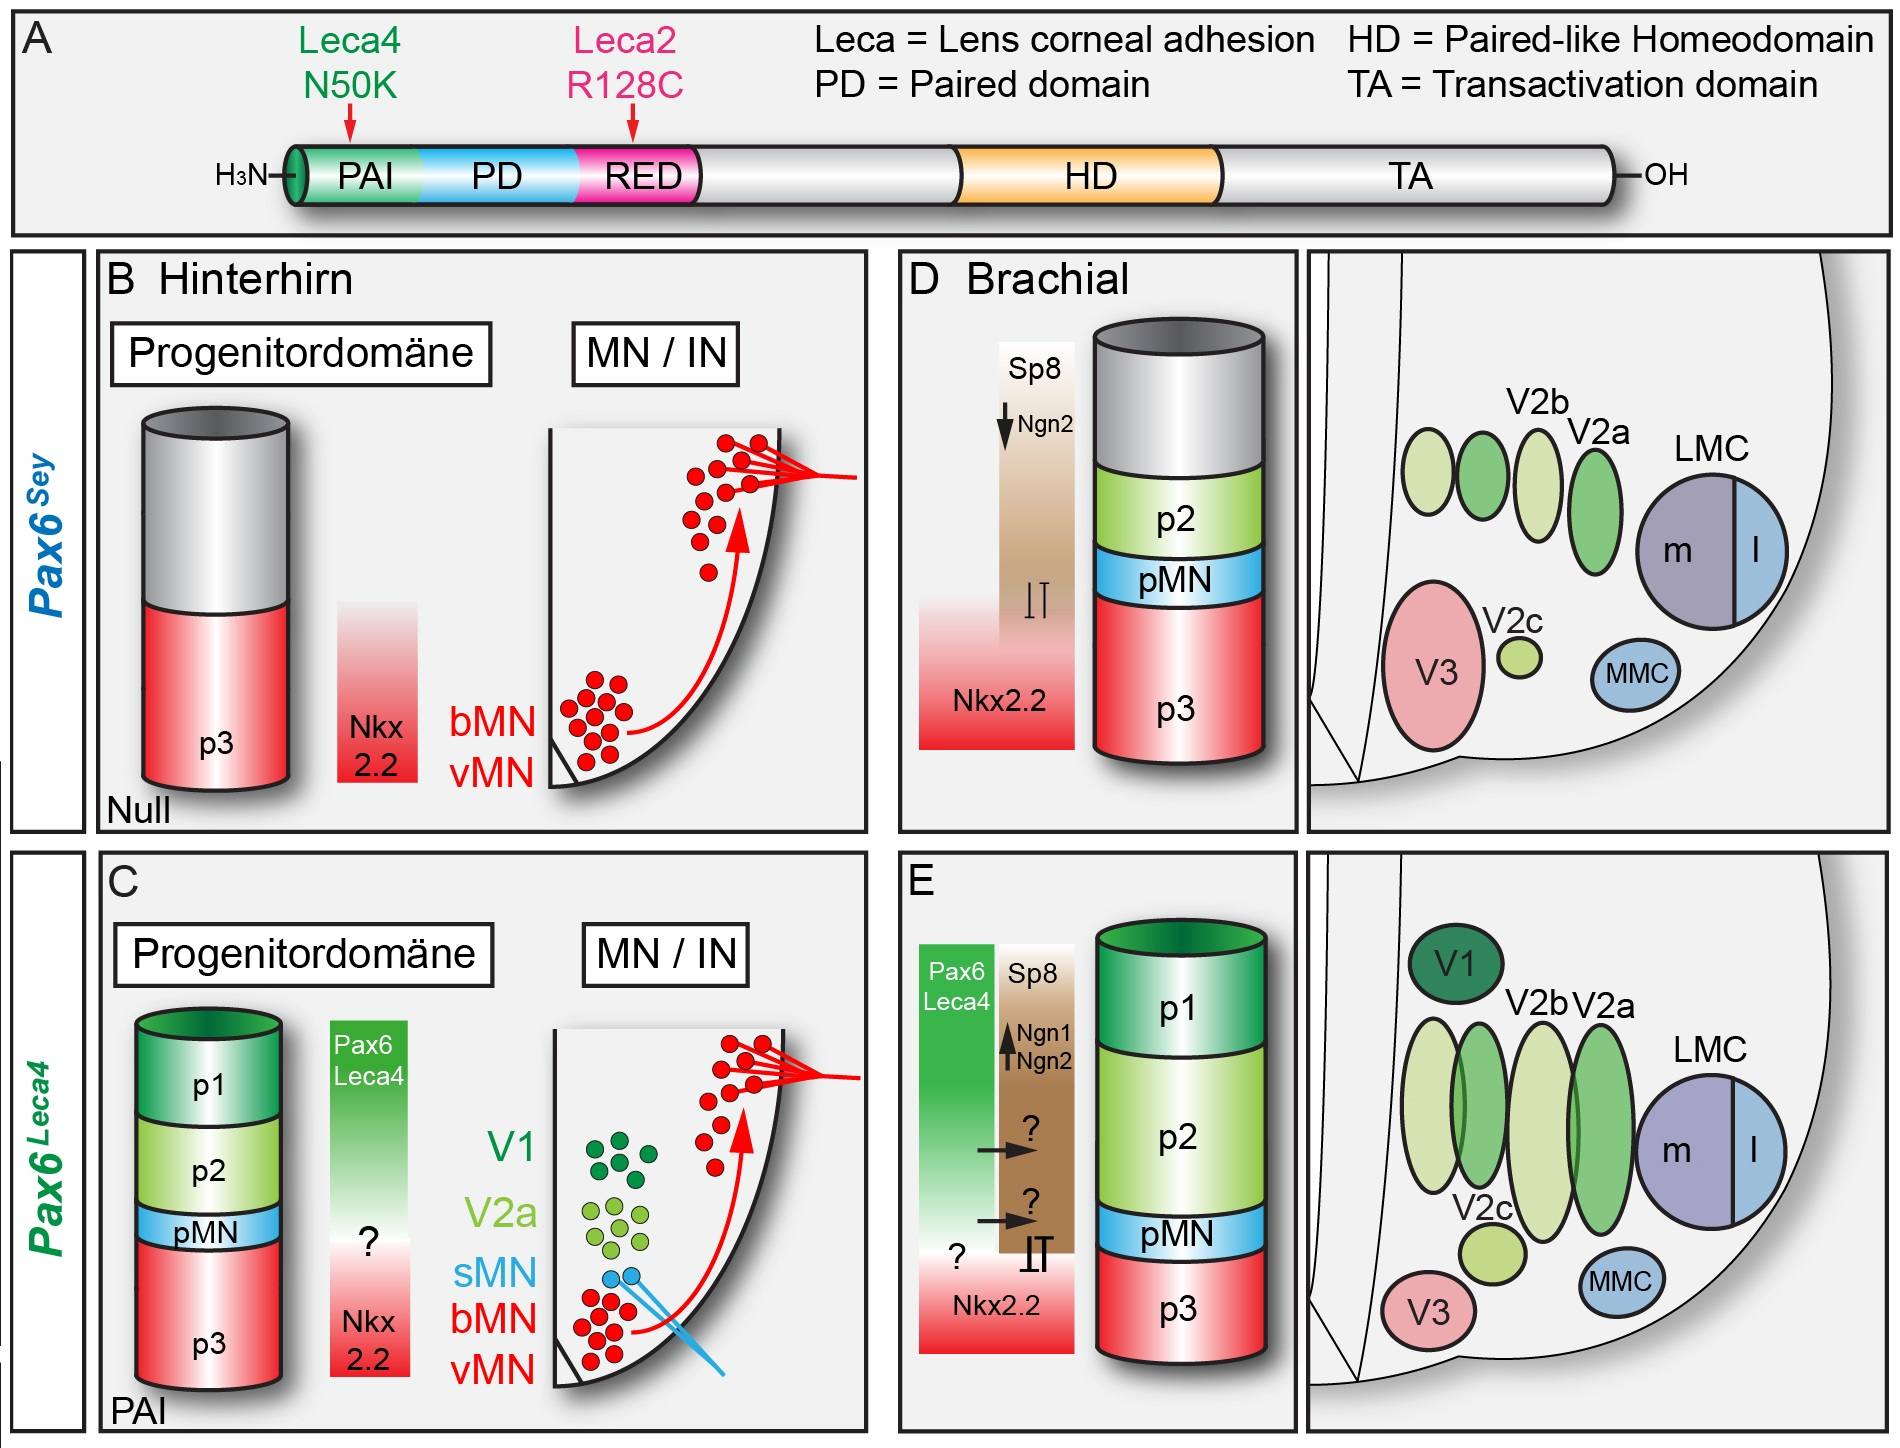 A
Leca4
N50K
Leca2
R128C
Leca = Lens corneal adhesion
PD = Paired domain
HD = Paired-like Homeodomain
TA = Transactivation domain
H₃N
PAI
PD
RED
HD
TA
OH
Pax6 Sey
B Hinterhirn
Progenitordomäne
MN / IN
p3
Nkx
2.2
bMN
vMN
Null
D Brachial
Sp8
Ngn2
Nkx2.2
p2
pMN
p3
V2b
V2a
LMC
m
l
V3
V2c
MMC
Pax6 Leca4
C
Progenitordomäne
MN / IN
p1
p2
pMN
p3
Pax6
Leca4
?
Nkx
2.2
V1
V2a
sMN
bMN
vMN
PAI
E
Pax6
Leca4
Sp8
Ngn1
Ngn2
?
?
?
Nkx2.2
p1
p2
pMN
p3
V1
V2b
V2a
LMC
m
l
V2c
V3
MMC